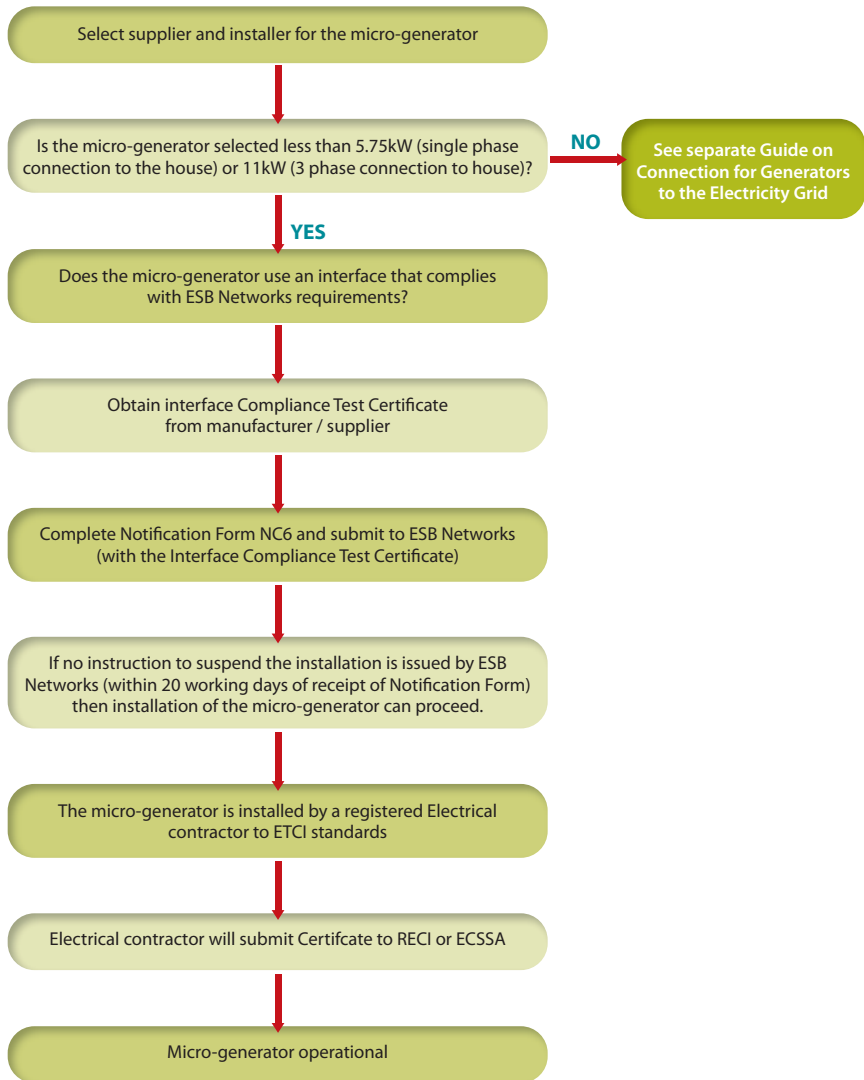 Select supplier and installer for the micro-generator
Is the micro-generator selected less than 5.75kW (single phase
connection to the house) or 11kW (3 phase connection to house)?
NO
See separate Guide on
Connection for Generators
to the Electricity Grid
YES
Does the micro-generator use an interface that complies
with ESB Networks requirements?
Obtain interface Compliance Test Certificate
from manufacturer / supplier
Complete Notification Form NC6 and submit to ESB Networks
(with the Interface Compliance Test Certificate)
If no instruction to suspend the installation is issued by ESB
Networks (within 20 working days of receipt of Notification Form)
then installation of the micro-generator can proceed.
The micro-generator is installed by a registered Electrical
contractor to ETCI standards
Electrical contractor will submit Certifcate to RECI or ECSSA
Micro-generator operational